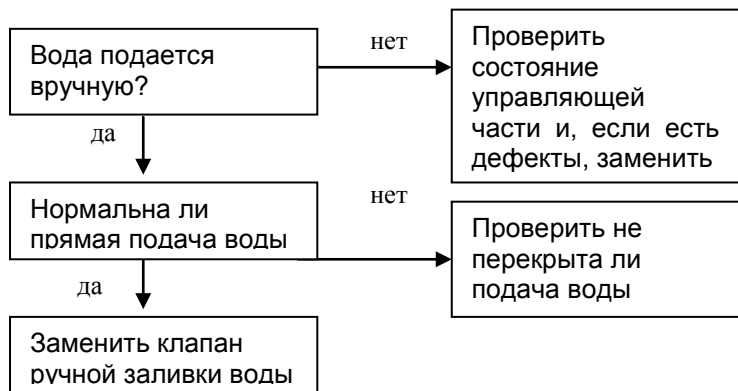 Вода подается
вручную?
нет
Проверить
состояние
управляющей
части и, если есть
дефекты, заменить
да
Нормальна ли
прямая подача воды
нет
Проверить не
перекрыта ли
подача воды
да
Заменить клапан
ручной заливки воды